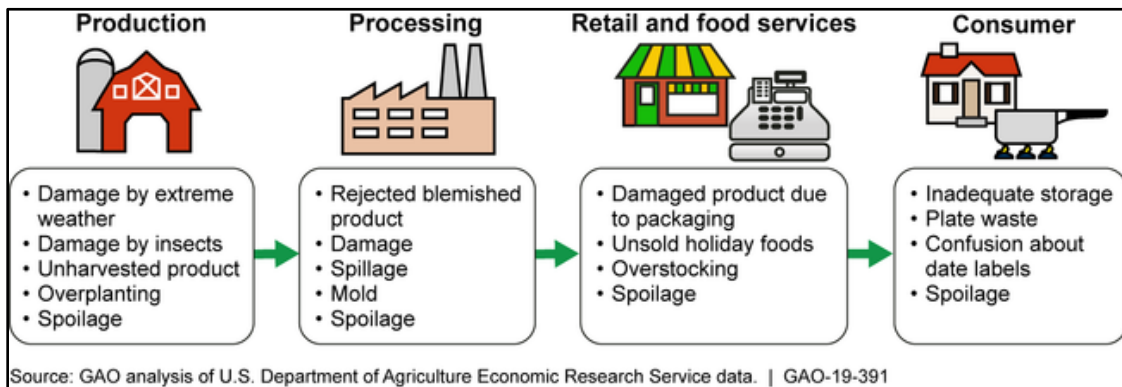 Production
Processing
Retail and food services
Consumer
• Damage by extreme
weather
• Damage by insects
• Unharvested product
• Overplanting
• Spoilage
• Rejected blemished
product
• Damage
• Spillage
• Mold
• Spoilage
• Damaged product due
to packaging
• Unsold holiday foods
• Overstocking
• Spoilage
• Inadequate storage
• Plate waste
• Confusion about
date labels
• Spoilage
Source: GAO analysis of U.S. Department of Agriculture Economic Research Service data. | GAO-19-391